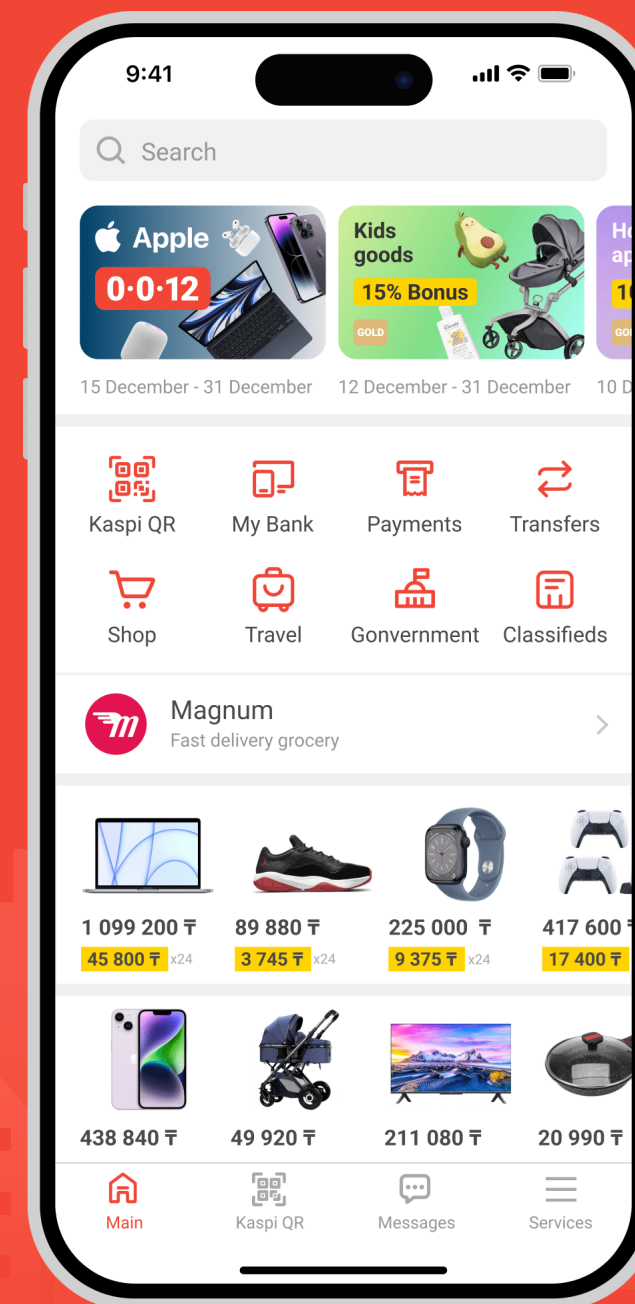 9:41
Search
Apple
0·0·12
Kids
goods
15% Bonus
GOLD
15 December - 31 December
12 December - 31 December
Kaspi QR
My Bank
Payments
Transfers
Shop
Travel
Gonvernment
Classifieds
Magnum
Fast delivery grocery
1 099 200 ₸
89 880 ₸
225 000 ₸
417 600 ₸
45 800 ₸ x24
3 745 ₸ x24
9 375 ₸ x24
17 400 ₸
438 840 ₸
49 920 ₸
211 080 ₸
20 990 ₸
Main
Kaspi QR
Messages
Services